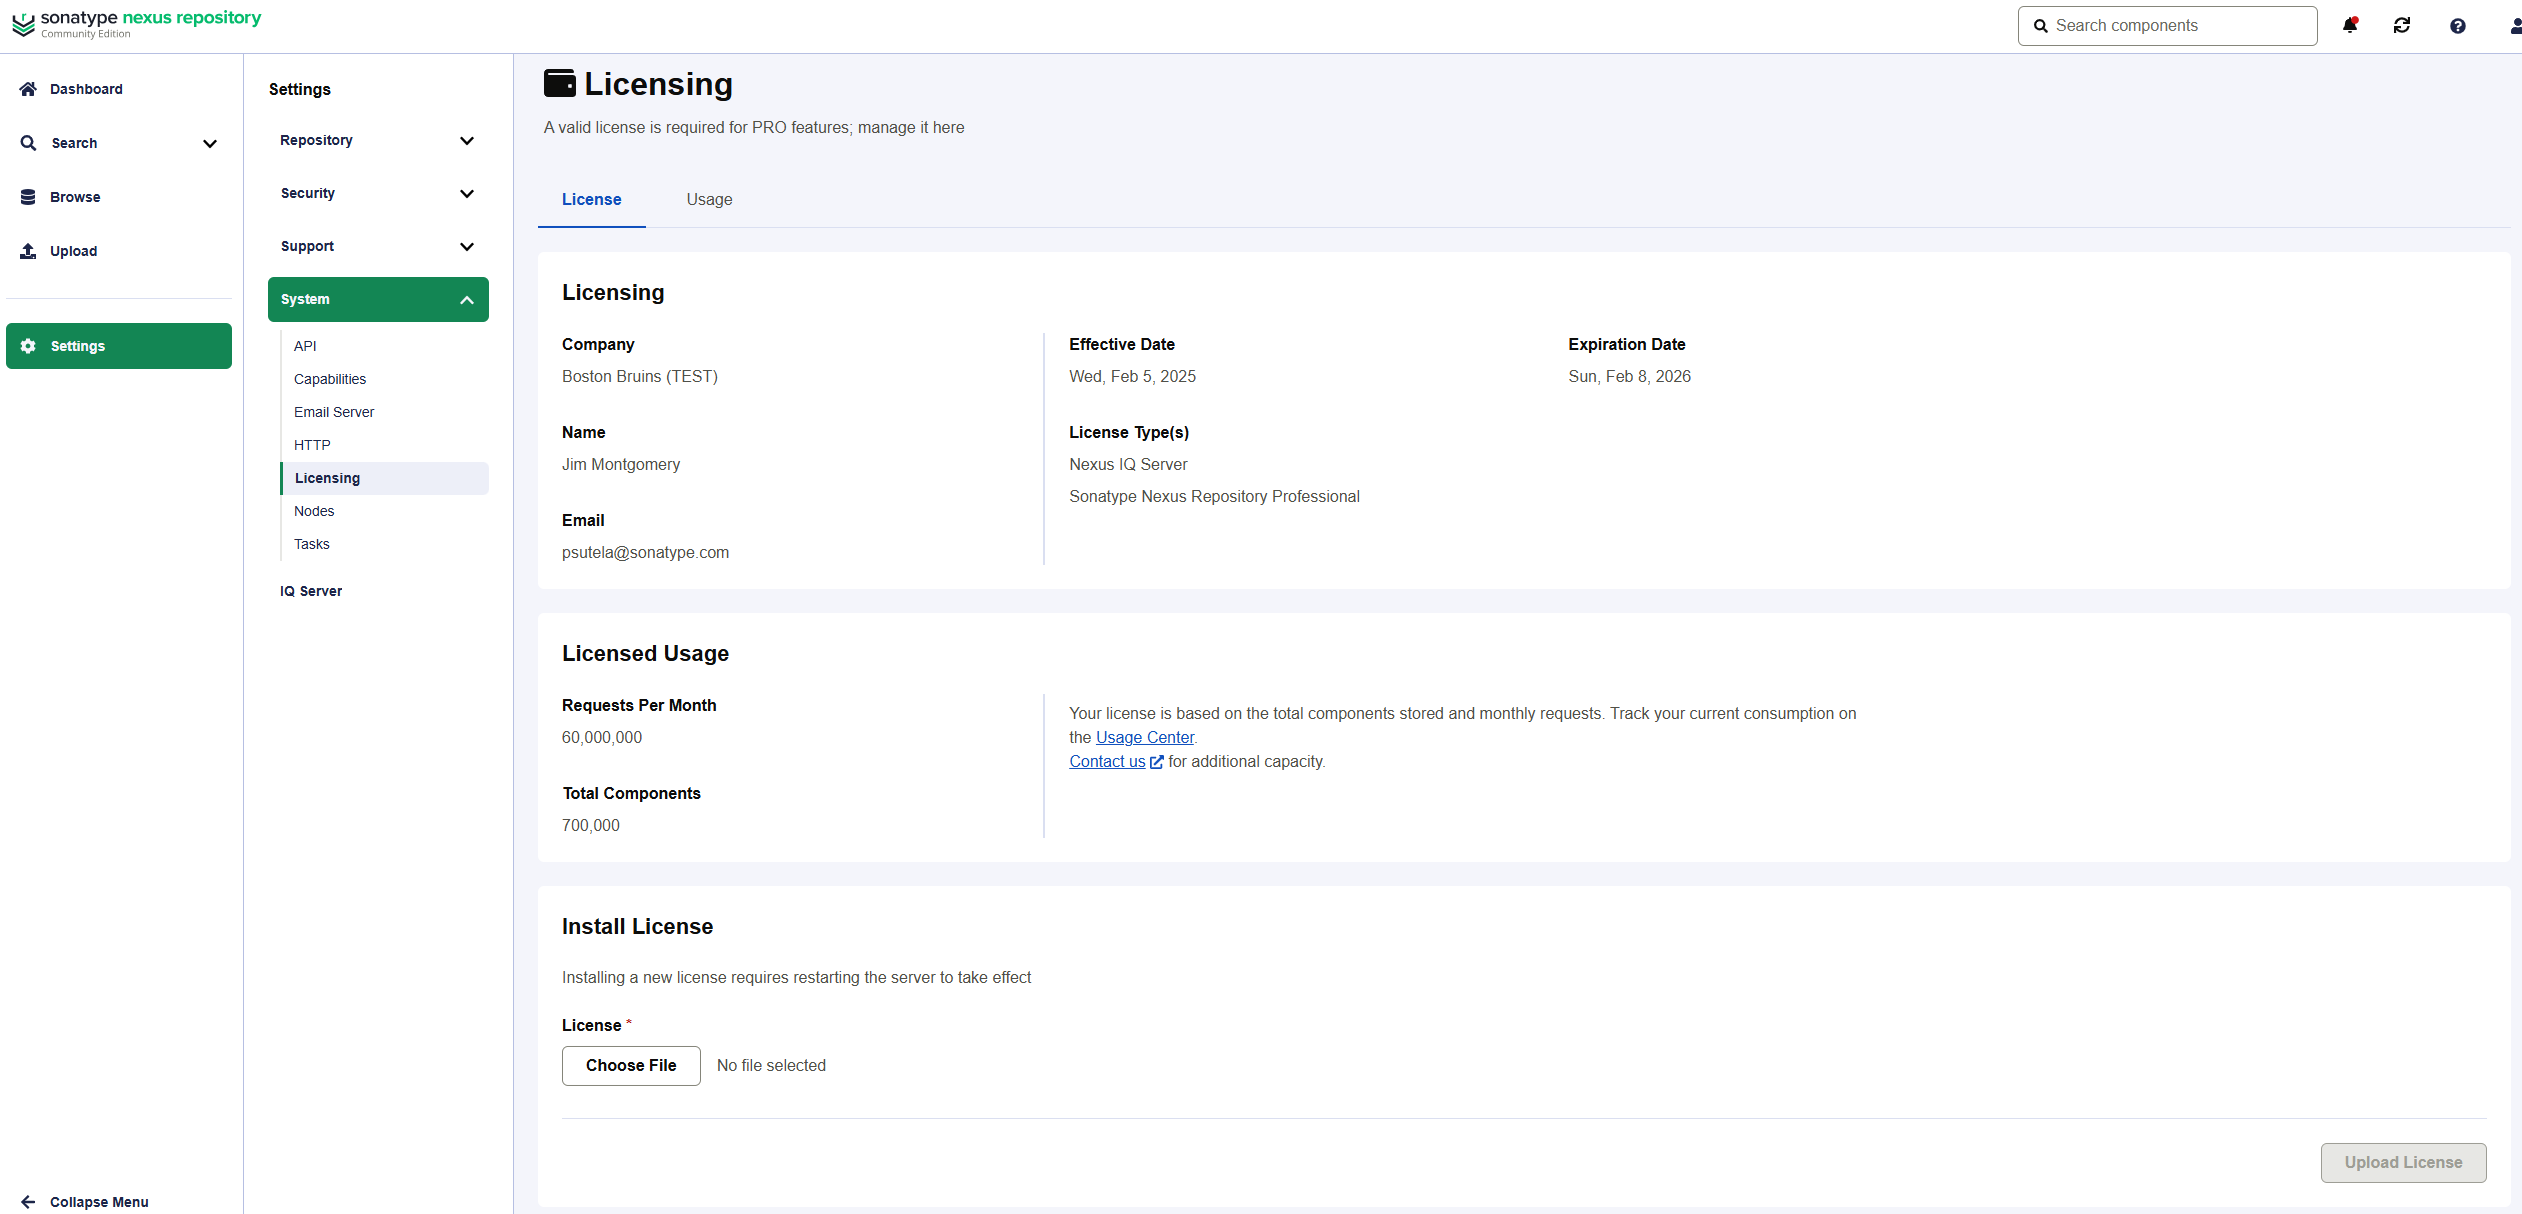 sonatype nexus repository
Community Edition
Search components
Dashboard
Search
Browse
Upload
Settings
Collapse Menu
Settings
Repository
Security
Support
System
API
Capabilities
Email Server
HTTP
Licensing
Nodes
Tasks
IQ Server
Licensing
A valid license is required for PRO features; manage it here
License
Usage
Licensing
Company
Boston Bruins (TEST)
Name
Jim Montgomery
Email
psutela@sonatype.com
Effective Date
Wed, Feb 5, 2025
License Type(s)
Nexus IQ Server
Sonatype Nexus Repository Professional
Expiration Date
Sun, Feb 8, 2026
Licensed Usage
Requests Per Month
60,000,000
Total Components
700,000
Your license is based on the total components stored and monthly requests. Track your current consumption on
the Usage Center.
Contact us for additional capacity.
Install License
Installing a new license requires restarting the server to take effect
License *
Choose File
No file selected
Upload License